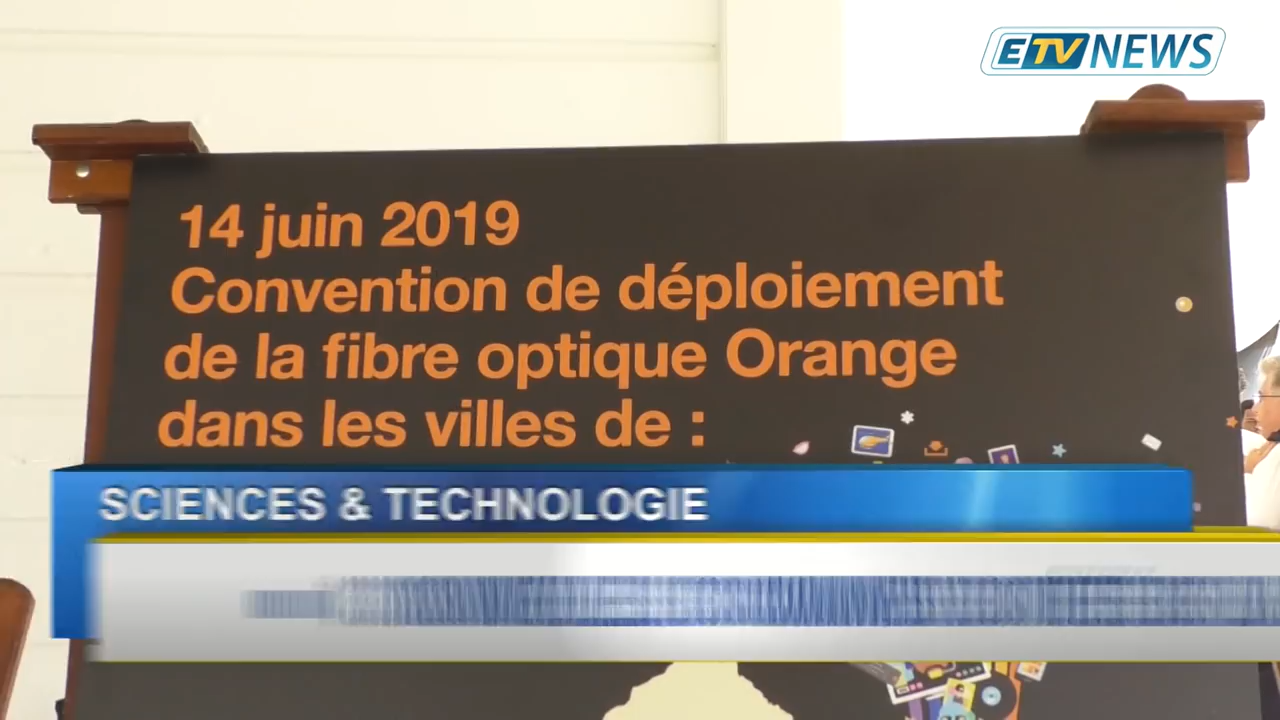 ETV NEWS
14 juin 2019
Convention de déploiement
de la fibre optique Orange
dans les villes de :
SCIENCES & TECHNOLOGIE